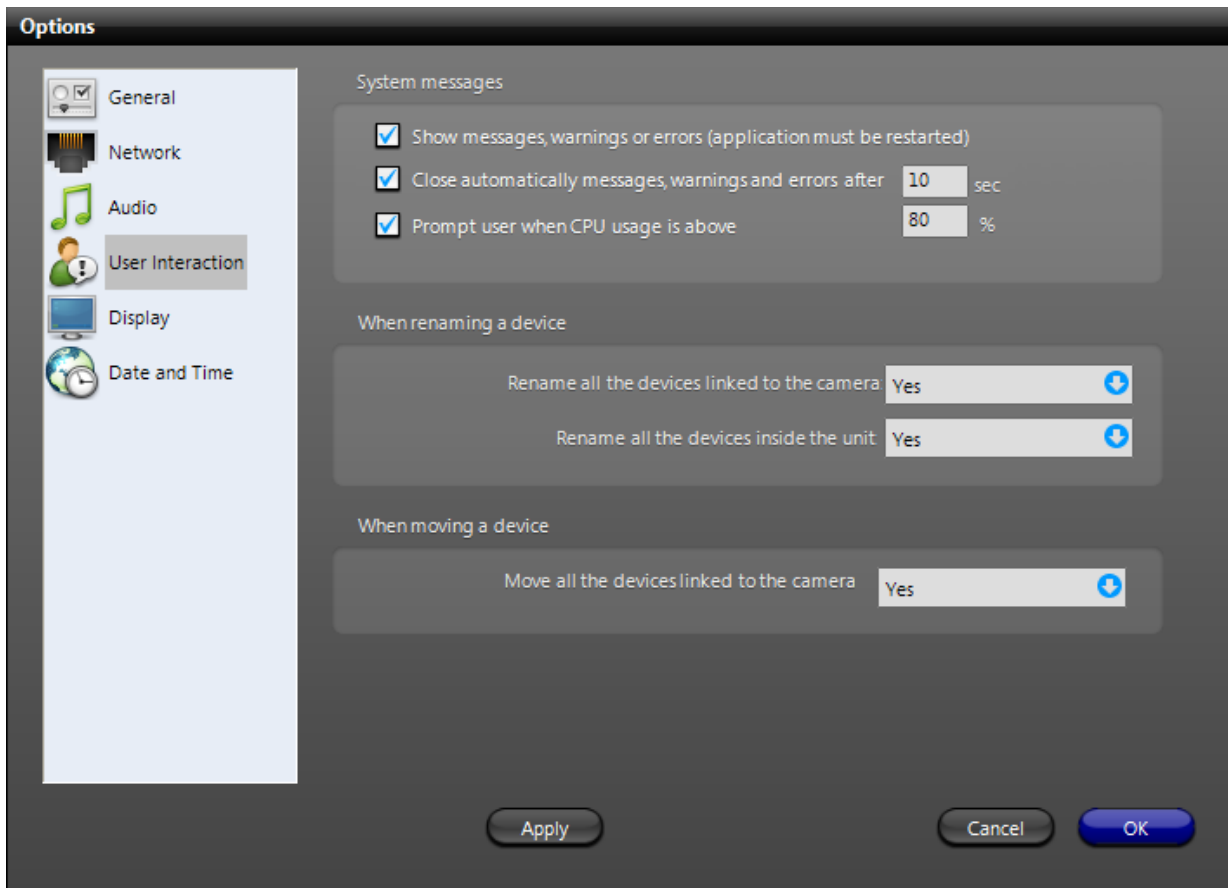 Options
General
Network
Audio
User Interaction
Display
Date and Time
System messages
Show messages, warnings or errors (application must be restarted)
Close automatically messages, warnings and errors after 10 sec
Prompt user when CPU usage is above 80 %
When renaming a device
Rename all the devices linked to the camera Yes
Rename all the devices inside the unit Yes
When moving a device
Move all the devices linked to the camera Yes
Apply Cancel OK